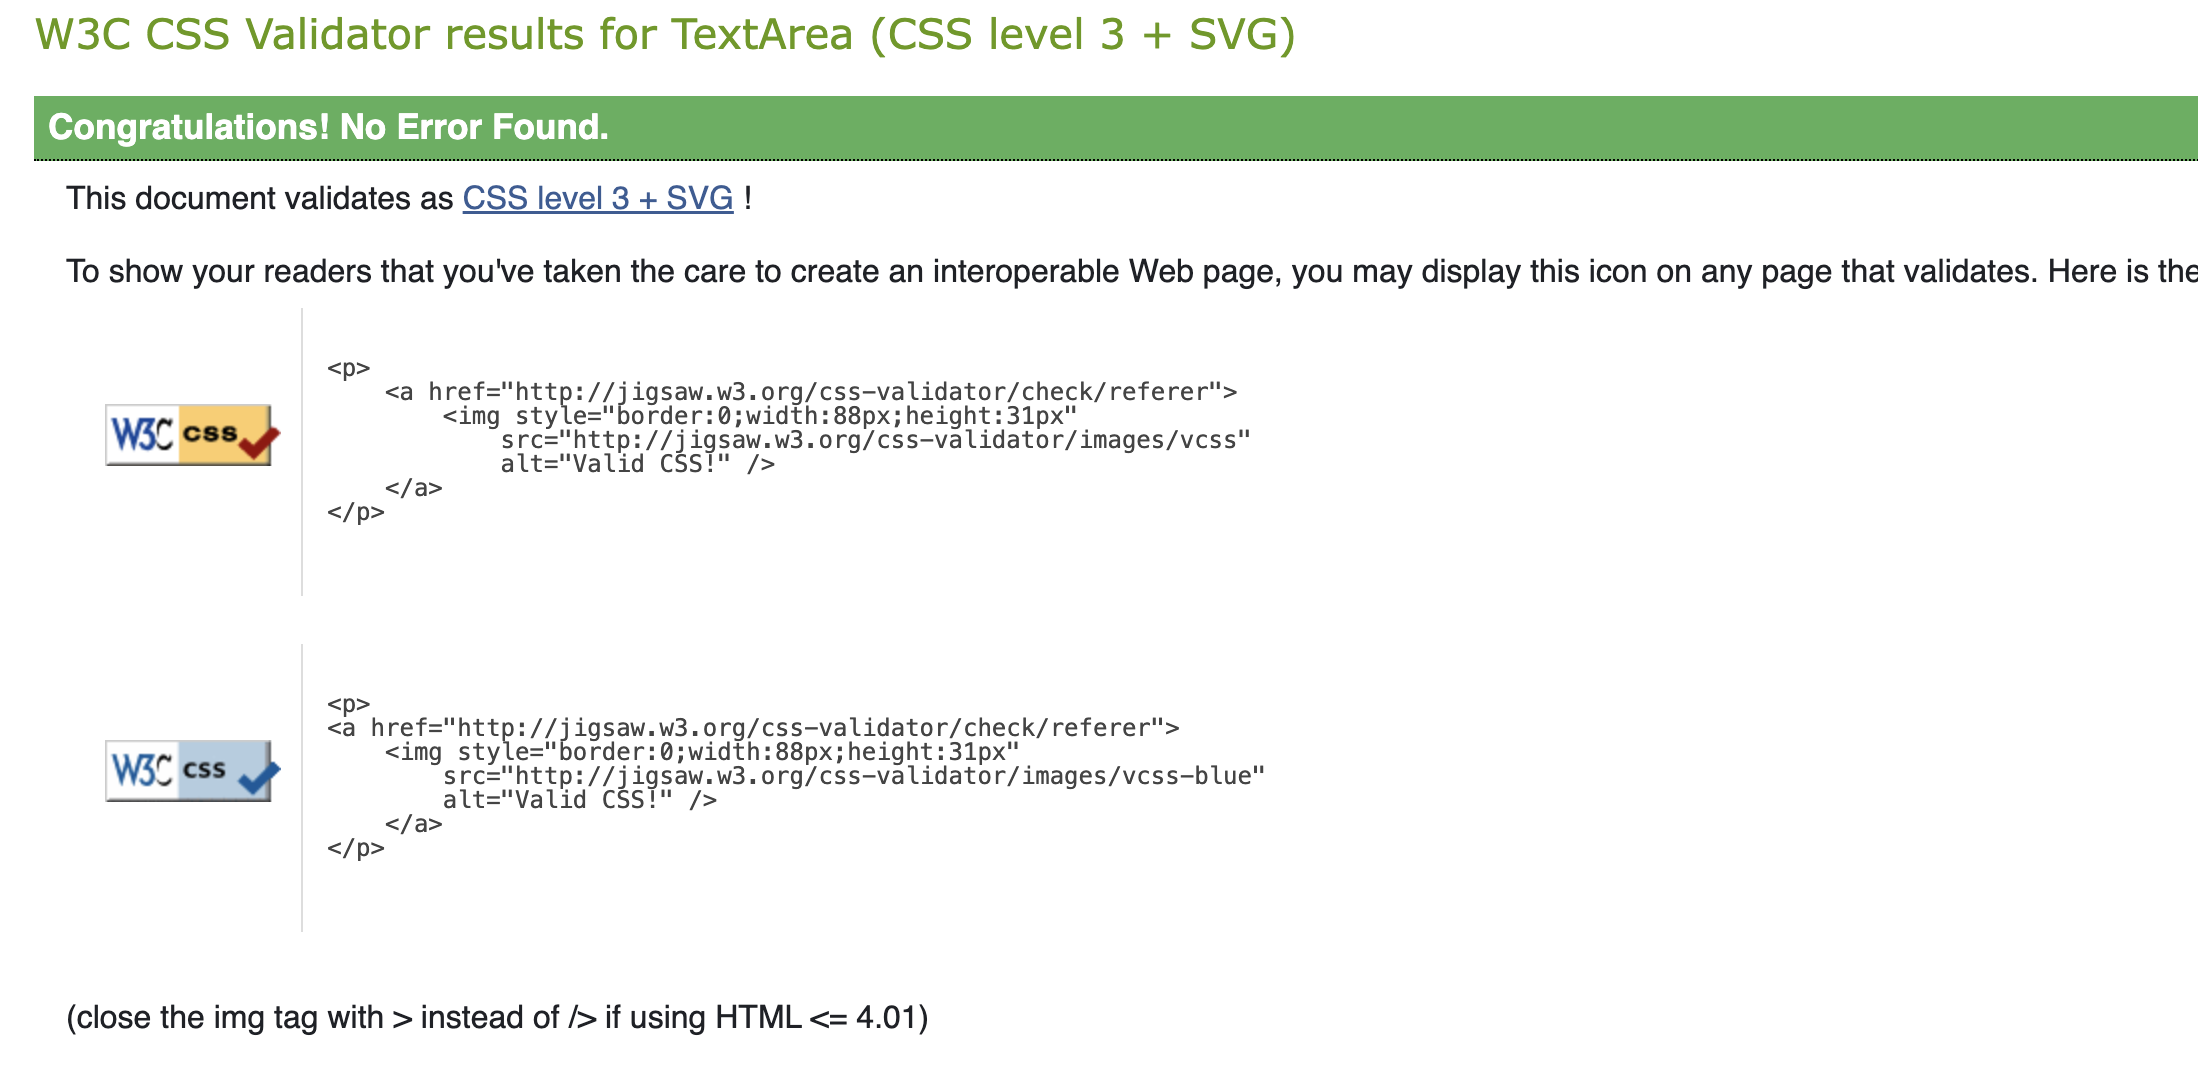 W3C CSS Validator results for TextArea (CSS level 3 + SVG)
Congratulations! No Error Found.
This document validates as CSS level 3 + SVG !
To show your readers that you've taken the care to create an interoperable Web page, you may display this icon on any page that validates. Here is the
<p>
<a href="http://jigsaw.w3.org/css-validator/check/referer">
<img style="border:0;width:88px;height:31px"
W3C css
src="http://jigsaw.w3.org/css-validator/images/vcss"
alt="Valid CSS!" />
</a>
</p>
<p>
<a href="http://jigsaw.w3.org/css-validator/check/referer">
<img style="border:0;width:88px;height:31px"
W3C css
src="http://jigsaw.w3.org/css-validator/images/vcss-blue"
alt="Valid CSS!" />
</a>
</p>
(close the img tag with > instead of /> if using HTML <= 4.01)